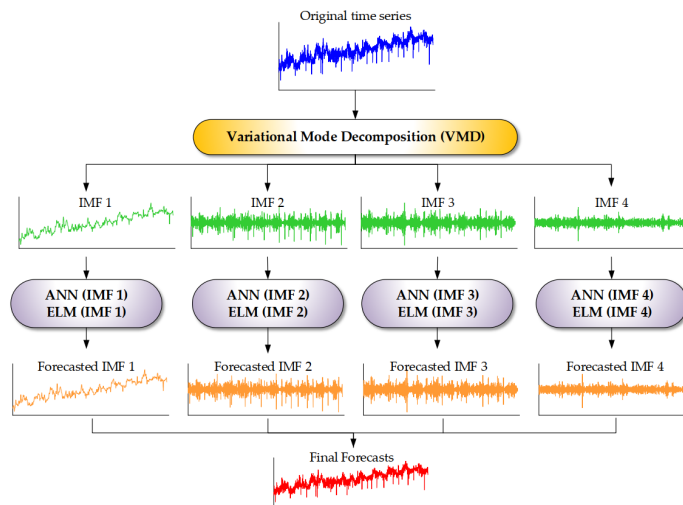 Original time series
Variational Mode Decomposition (VMD)
IMF 1
IMF 2
IMF 3
IMF 4
ANN (IMF 1)
ELM (IMF 1)
ANN (IMF 2)
ELM (IMF 2)
ANN (IMF 3)
ELM (IMF 3)
ANN (IMF 4)
ELM (IMF 4)
Forecasted IMF 1
Forecasted IMF 2
Forecasted IMF 3
Forecasted IMF 4
Final Forecasts